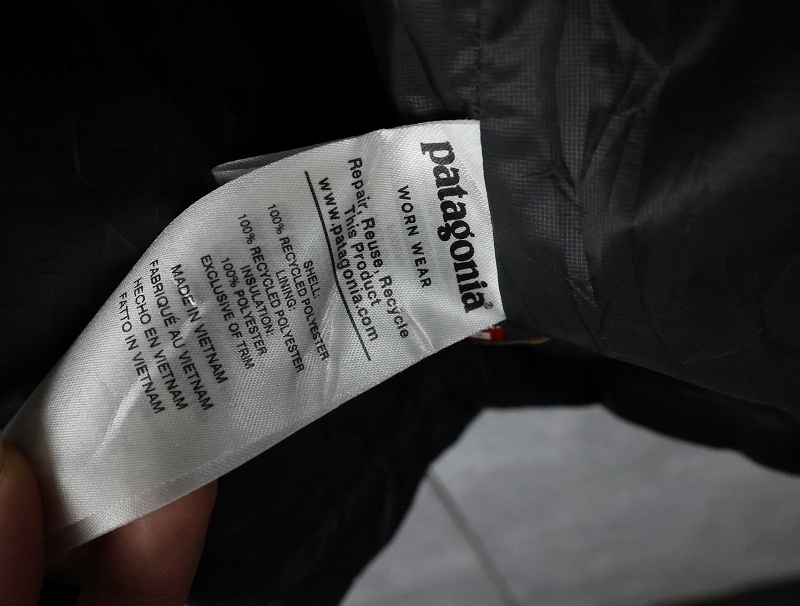 patagonia®
WORN WEAR
Repair, Reuse, Recycle
This Product
www.patagonia.com
SHELL:
100% RECYCLED POLYESTER
LINING:
100% RECYCLED POLYESTER
INSULATION:
100% POLYESTER
EXCLUSIVE OF TRIM
MADE IN VIETNAM
FABRIQUÉ AU VIETNAM
HECHO EN VIETNAM
FATTO IN VIETNAM